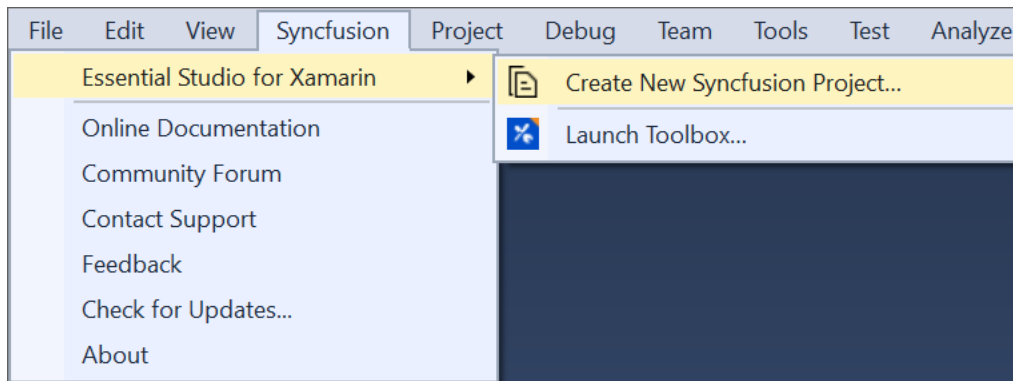 File Edit View Syncfusion Project Debug Team Tools Test Analyze
Essential Studio for Xamarin
Create New Syncfusion Project...
Launch Toolbox...
Online Documentation
Community Forum
Contact Support
Feedback
Check for Updates...
About